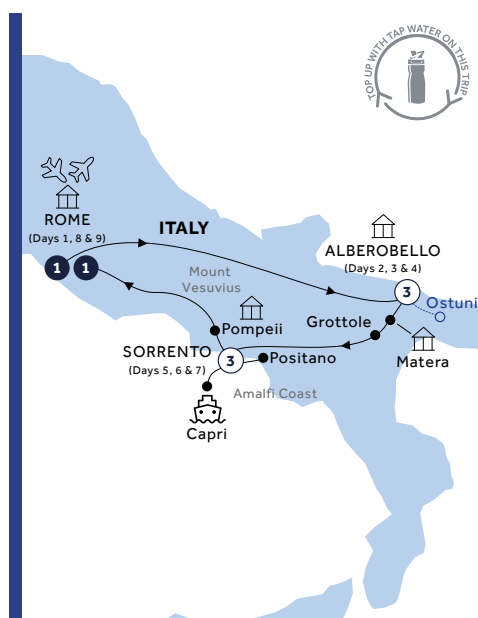 TOP UP WITH TAP WATER ON THIS TRIP
ROME
(Days 1, 8 & 9)
1
1
ITALY
ALBEROBELLO
(Days 2, 3 & 4)
3
Ostuni
Mount
Vesuvius
Pompeii
Grottole
Matera
SORRENTO
(Days 5, 6 & 7)
3
Positano
Amalfi Coast
Capri